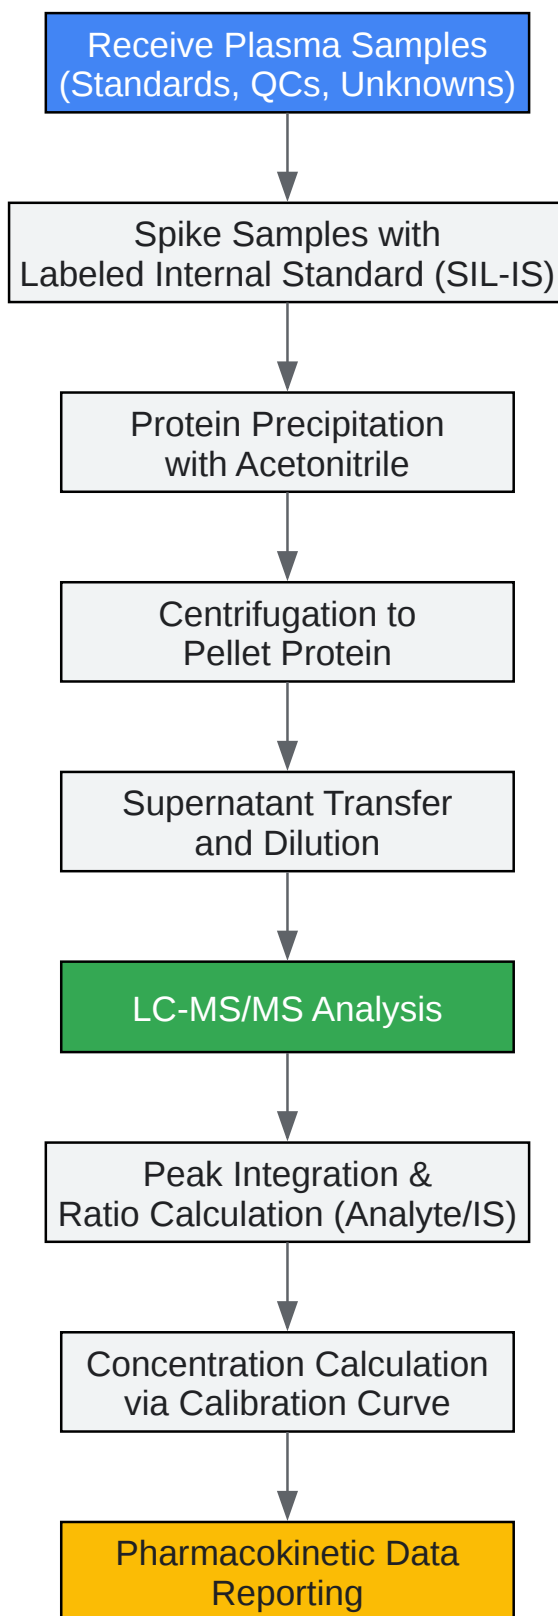 Receive Plasma Samples
(Standards, QCs, Unknowns)
Spike Samples with
Labeled Internal Standard (SIL-IS)
Protein Precipitation
with Acetonitrile
Centrifugation to
Pellet Protein
Supernatant Transfer
and Dilution
LC-MS/MS Analysis
Peak Integration &
Ratio Calculation (Analyte/IS)
Concentration Calculation
via Calibration Curve
Pharmacokinetic Data
Reporting